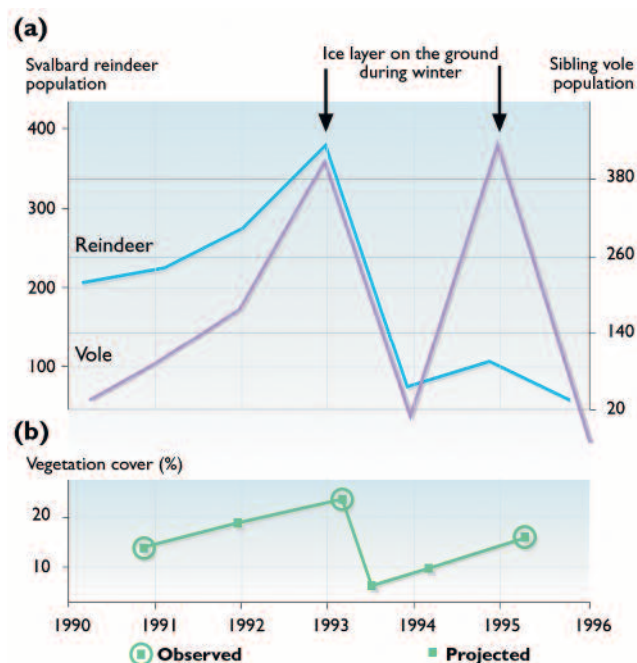 (a)
Svalbard reindeer
population
Ice layer on the ground
during winter
Sibling vole
population
400
300
200
100
380
260
140
20
Reindeer
Vole
(b)
Vegetation cover (%)
20
10
1990 1991 1992 1993 1994 1995 1996
Observed Projected